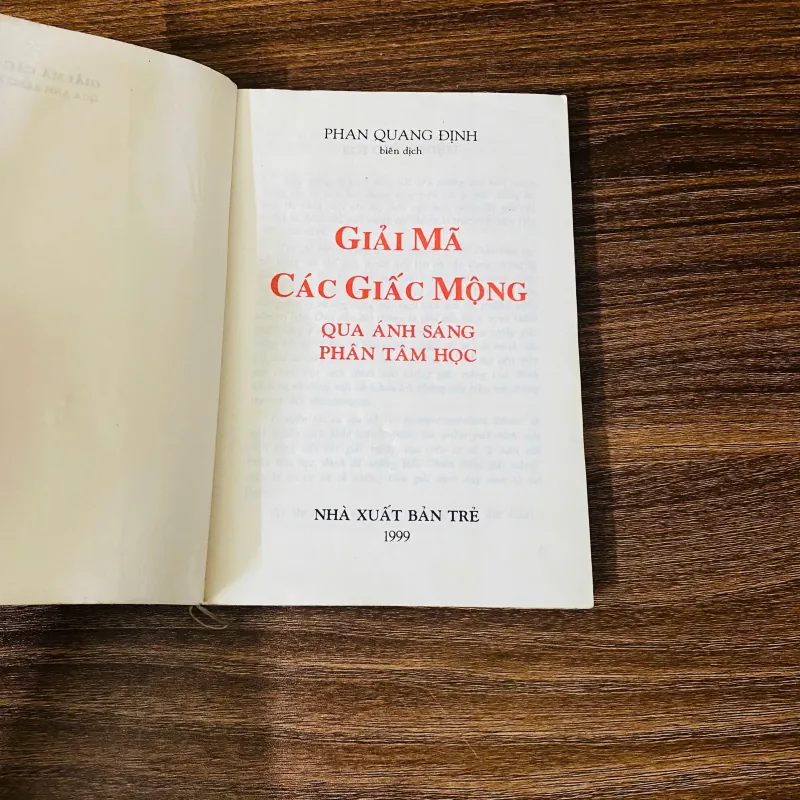 PHAN QUANG ĐỊNH
biên dịch
GIẢI MÃ
CÁC GIẤC MỘNG
QUA ÁNH SÁNG
PHÂN TÂM HỌC
NHÀ XUẤT BẢN TRẺ
1999